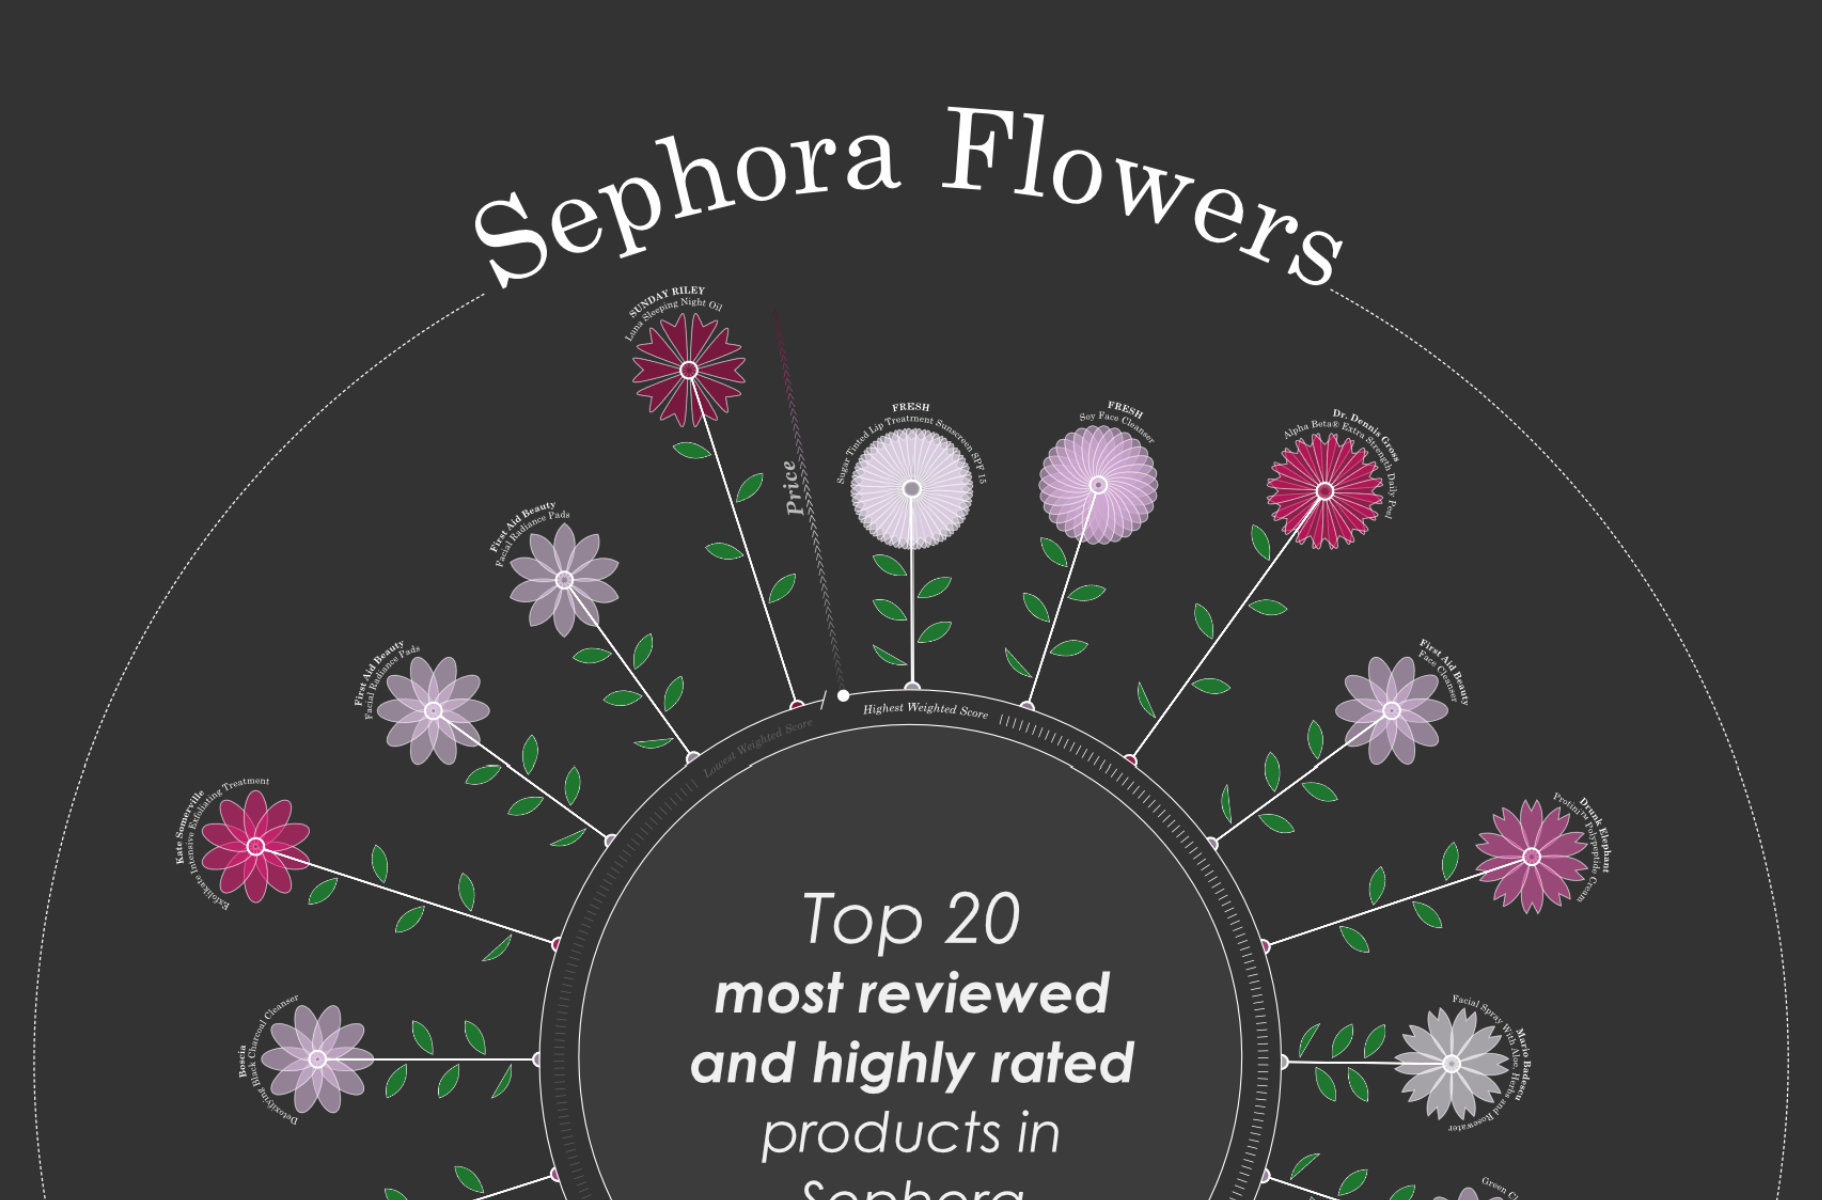 Sephora Flowers
SUNDAY RILEY
Luna Sleeping Night Oil
Price
FRESH
Sugar Tinted Lip Treatment Sunscreen SPF 15
FRESH
Soy Face Cleanser
Dr. Dennis Gross
Alpha Beta® Extra Strength Daily Peel
First Aid Beauty
Facial Radiance Pads
First Aid Beauty
Facial Radiance Pads
First Aid Beauty
Face Cleanser
Lowest Weighted Score
Highest Weighted Score
Kate Somerville
Exfolikate Intensive Exfoliating Treatment
Drunk Elephant
Protini™ Polypeptide Cream
Boscia
Detoxifying Black Charcoal Cleanser
Mario Badescu
Facial Spray With Aloe, Herbs and Rosewater
Top 20
most reviewed
and highly rated
products in
Sephora